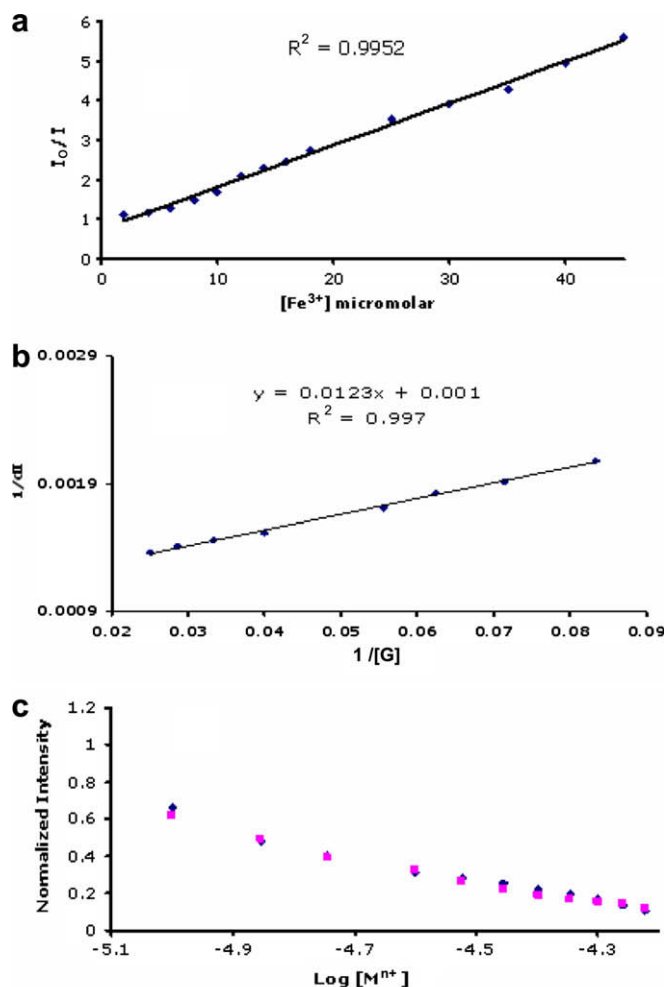 a
R² = 0.9952
I₀/I
6
5
4
3
2
1
0
0 10 20 30 40
[Fe³⁺] micromolar
b
0.0029
0.0019
0.0009
y = 0.0123x + 0.001
R² = 0.997
1/dI
0.02 0.03 0.04 0.05 0.06 0.07 0.08 0.09
1 /[G]
c
Normalized Intensity
1.2
1
0.8
0.6
0.4
0.2
0
-5.1 -4.9 -4.7 -4.5 -4.3
Log [Mⁿ⁺]